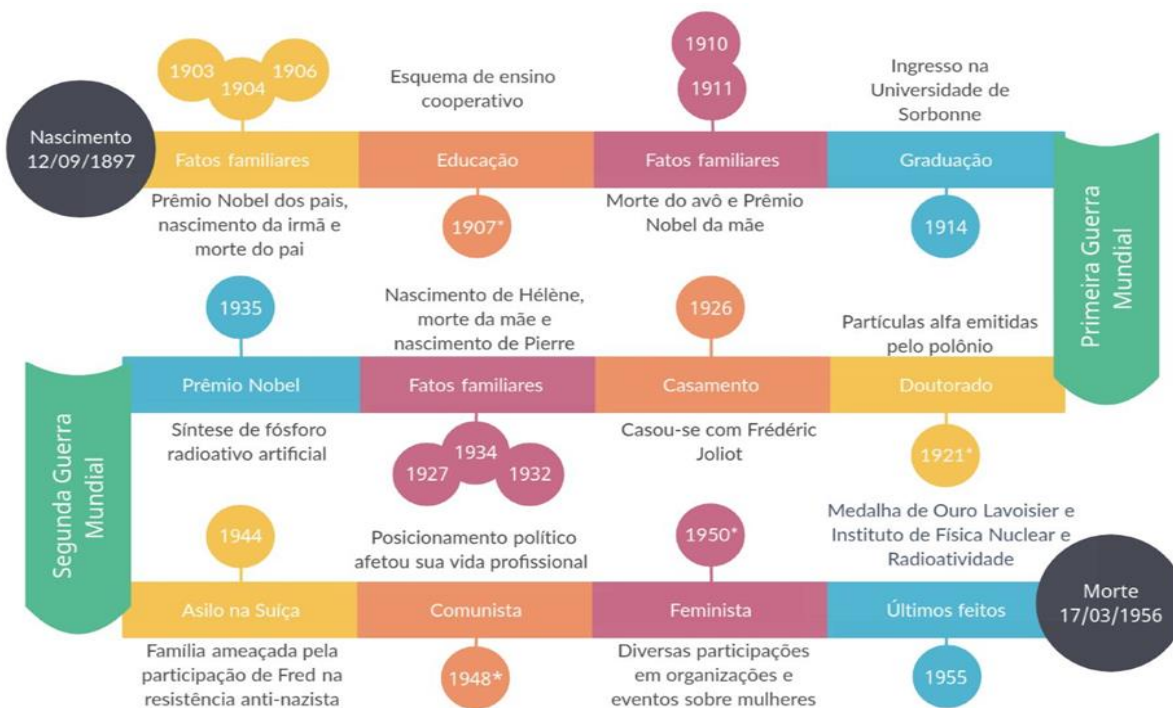 Nascimento
12/09/1897
1903
1904
1906
Fatos familiares
Prêmio Nobel dos pais,
nascimento da irmã e
morte do pai
Esquema de ensino
cooperativo
Educação
1907*
1910
1911
Fatos familiares
Morte do avô e Prêmio
Nobel da mãe
Ingresso na
Universidade de
Sorbonne
Graduação
1914
Primeira Guerra
Mundial
Partículas alfa emitidas
pelo polônio
Doutorado
1921*
1926
Casamento
Casou-se com Frédéric
Joliot
Nascimento de Hélène,
morte da mãe e
nascimento de Pierre
Fatos familiares
1927
1934
1932
1935
Prêmio Nobel
Síntese de fósforo
radioativo artificial
Segunda Guerra
Mundial
1944
Asilo na Suíça
Família ameaçada pela
participação de Fred na
resistência anti-nazista
Posicionamento político
afetou sua vida profissional
Comunista
1948*
1950*
Feminista
Diversas participações
em organizações e
eventos sobre mulheres
Medalha de Ouro Lavoisier e
Instituto de Física Nuclear e
Radioatividade
Últimos feitos
1955
Morte
17/03/1956